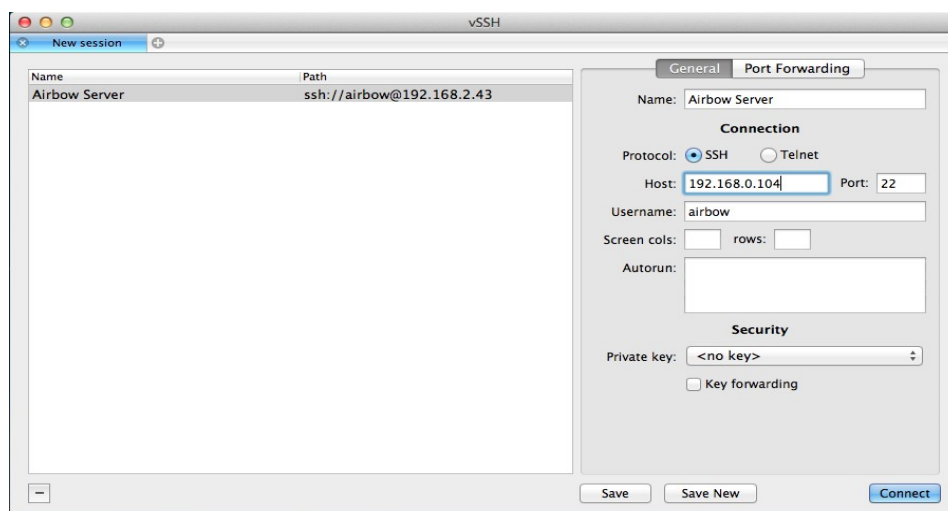 vSSH
New session
Name Path
Airbow Server ssh://airbow@192.168.2.43
General Port Forwarding
Name: Airbow Server
Connection
Protocol: SSH Telnet
Host: 192.168.0.104 Port: 22
Username: airbow
Screen cols: rows:
Autorun:
Security
Private key: <no key>
Key forwarding
Save Save New Connect